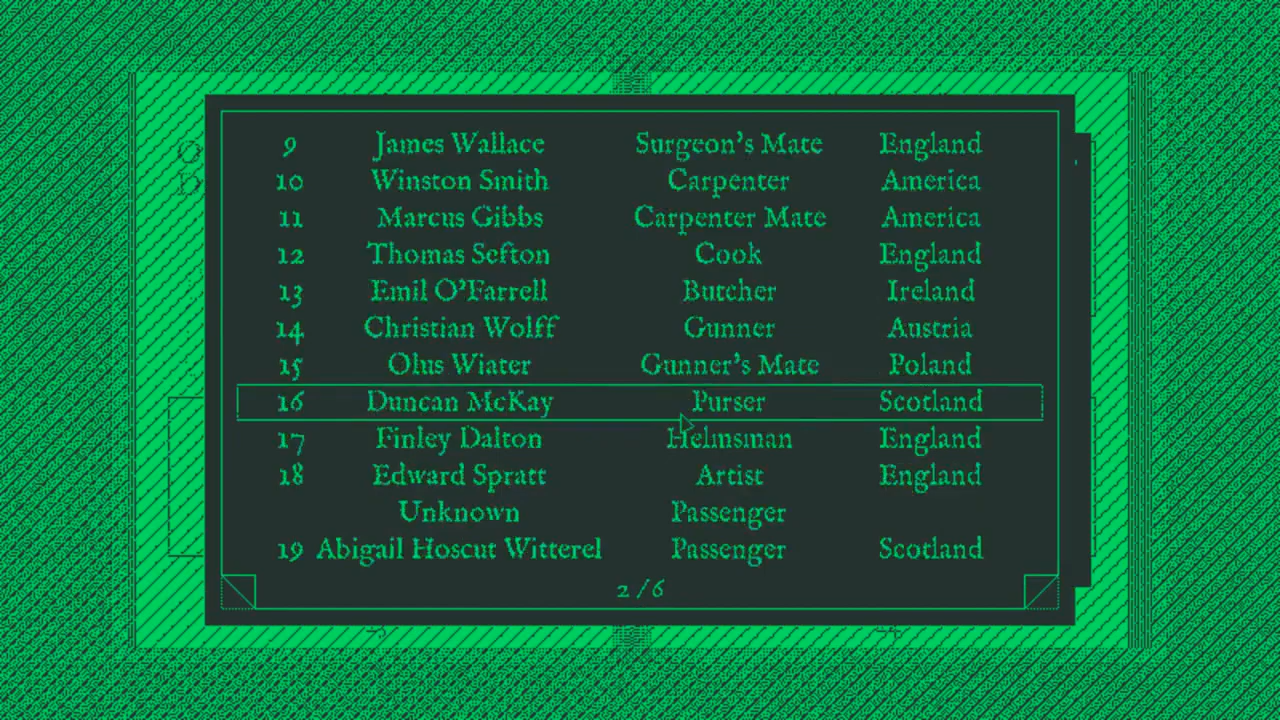 9 James Wallace Surgeon's Mate England
10 Winston Smith Carpenter America
11 Marcus Gibbs Carpenter Mate America
12 Thomas Sefton Cook England
13 Emil O'Farrell Butcher Ireland
14 Christian Wolff Gunner Austria
15 Olus Wiater Gunner's Mate Poland
16 Duncan McKay Purser Scotland
17 Finley Dalton Helmsman England
18 Edward Spratt Artist England
Unknown Passenger
19 Abigail Hoscut Witterel Passenger Scotland
2 / 6